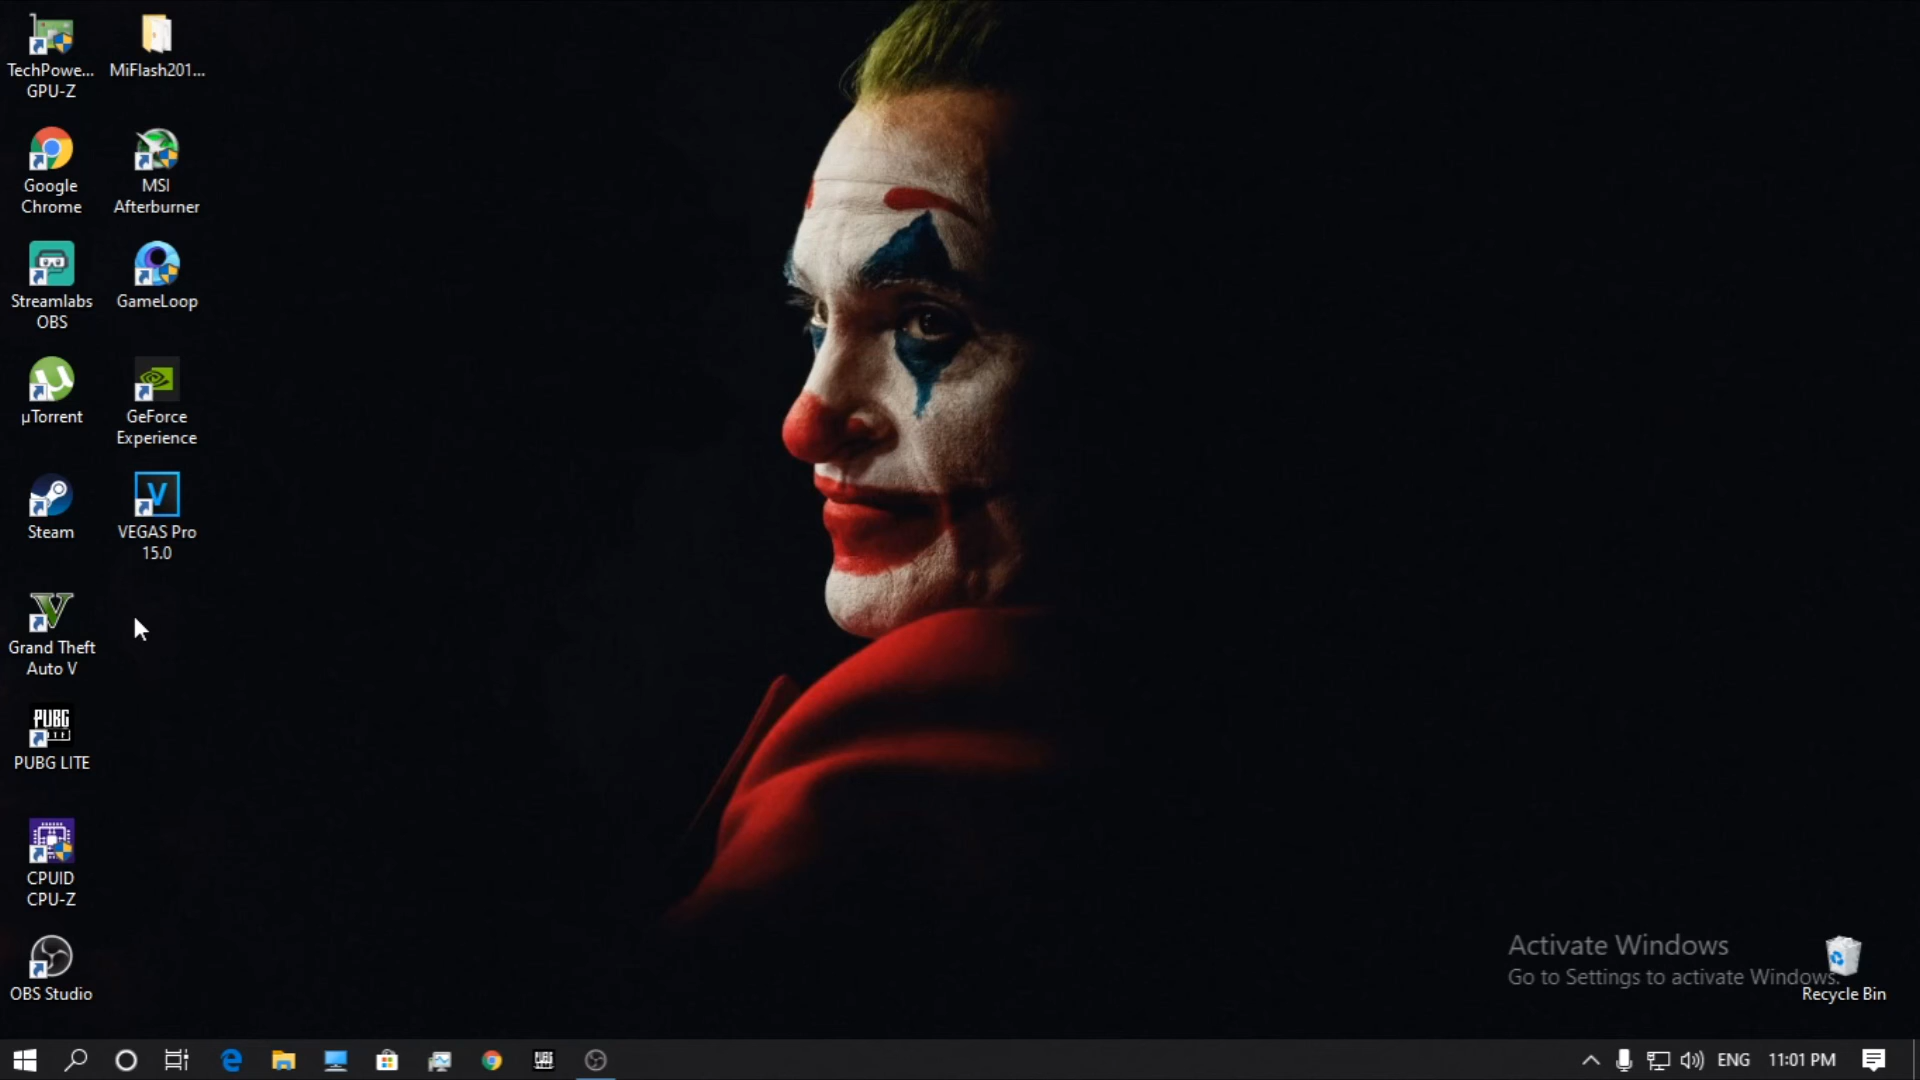 TechPowe...
GPU-Z
MiFlash201...
Google
Chrome
MSI
Afterburner
Streamlabs
OBS
GameLoop
µTorrent
GeForce
Experience
Steam
VEGAS Pro
15.0
Grand Theft
Auto V
PUBG
PUBG LITE
CPUID
CPU-Z
OBS Studio
Activate Windows
Go to Settings to activate Windows.
Recycle Bin
ENG
11:01 PM